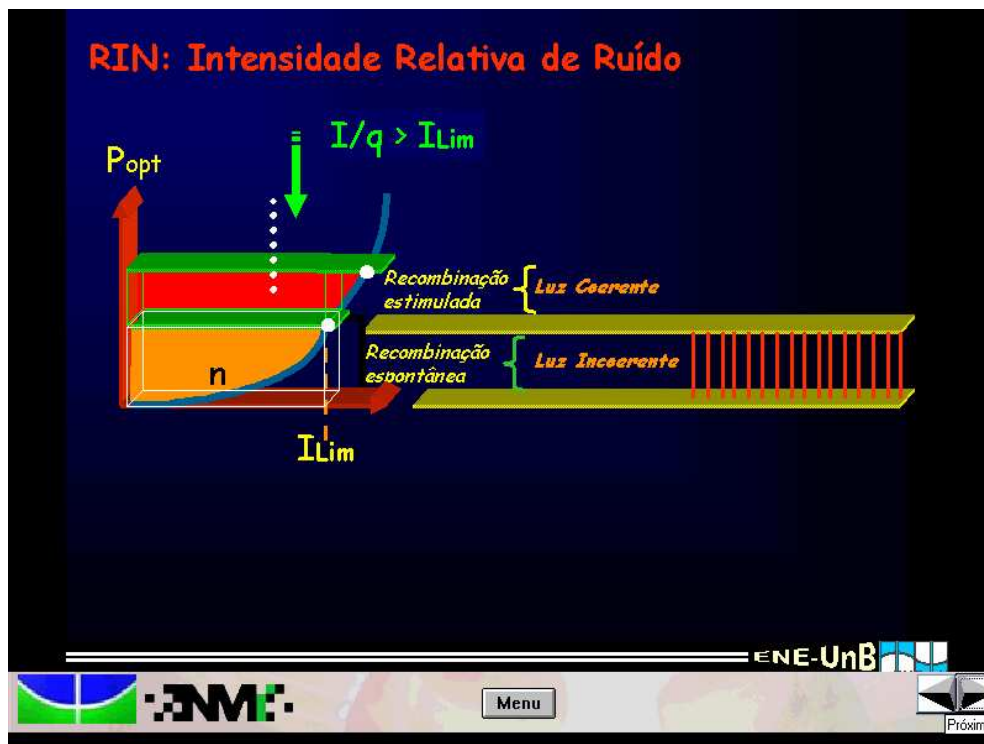 RIN: Intensidade Relativa de Ruído
I/q > ILim
Popt
Recombinação
estimulada
Luz Coerente
Recombinação
espontânea
Luz Incoerente
n
ILim
ENE-UnB
Menu
Próxim